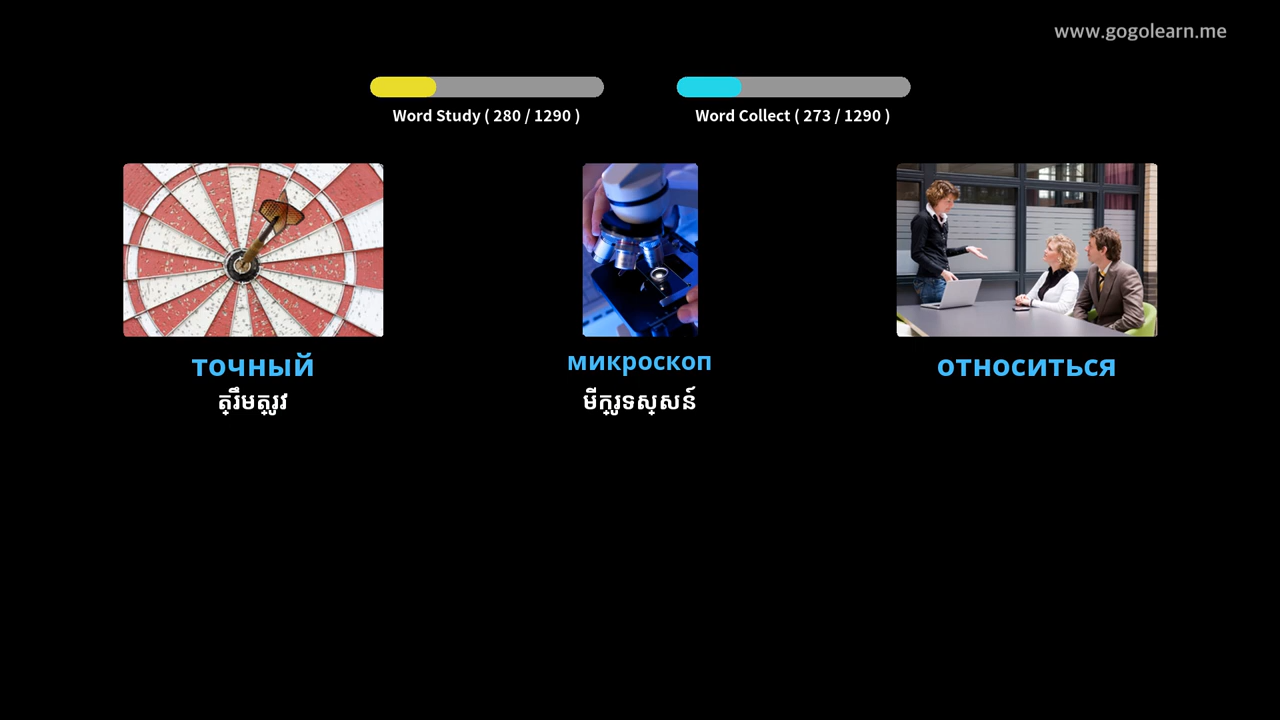 www.gogolearn.me
Word Study ( 280 / 1290 )
Word Collect ( 273 / 1290 )
точный
микроскоп
относиться
ត្រឹមត្រូវ
មីក្រូទស្សន៍